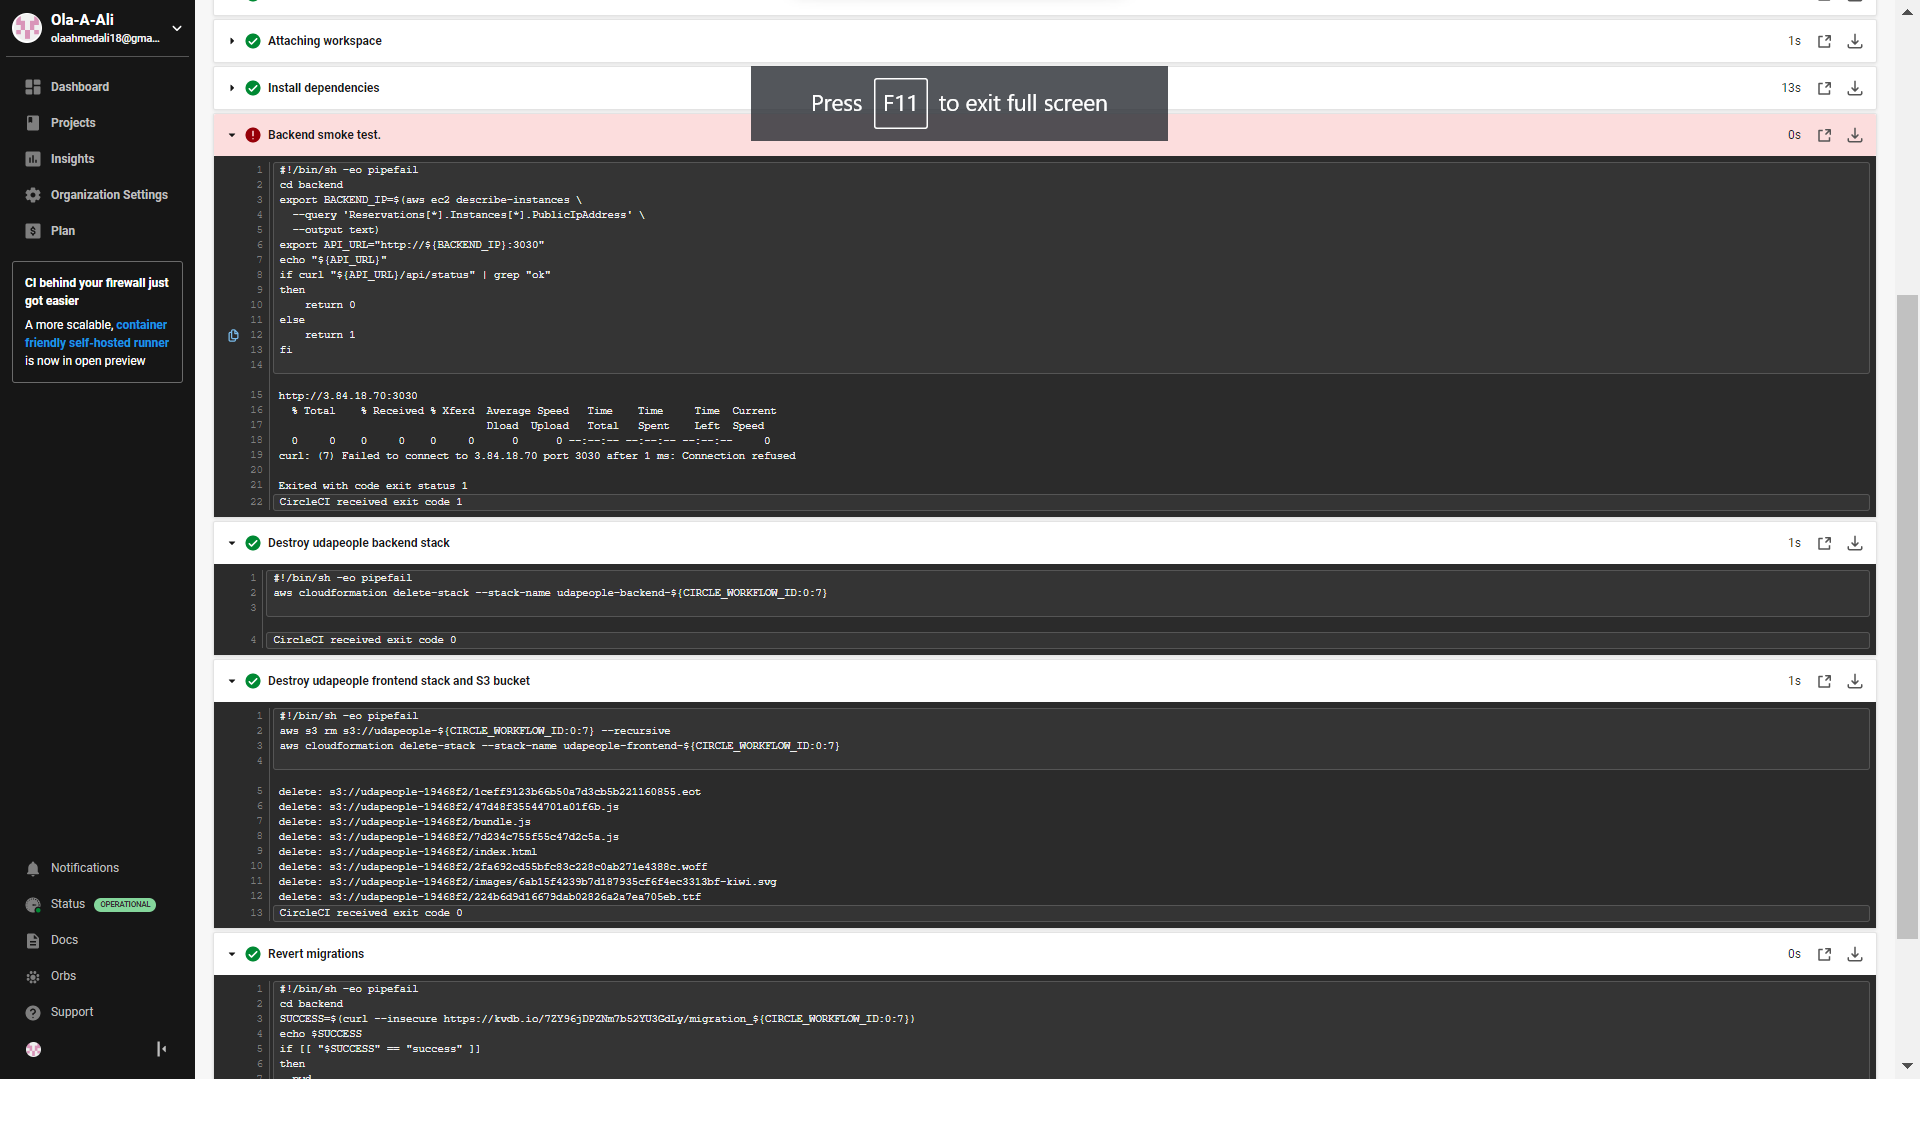 Ola-A-Ali
olaahmedali18@gma...
Dashboard
Projects
Insights
Organization Settings
Plan
CI behind your firewall just
got easier
A more scalable, container
friendly self-hosted runner
is now in open preview
Notifications
Status OPERATIONAL
Docs
Orbs
Support
Attaching workspace 1s
Install dependencies 13s
Press F11 to exit full screen
Backend smoke test. 0s
1 #!/bin/sh -eo pipefail
2 cd backend
3 export BACKEND_IP=$(aws ec2 describe-instances \
4 --query 'Reservations[*].Instances[*].PublicIpAddress' \
5 --output text)
6 export API_URL="http://${BACKEND_IP}:3030"
7 echo "${API_URL}"
8 if curl "${API_URL}/api/status" | grep "ok"
9 then
10 return 0
11 else
12 return 1
13 fi
14
15 http://3.84.18.70:3030
16 % Total % Received % Xferd Average Speed Time Time Time Current
17 Dload Upload Total Spent Left Speed
18 0 0 0 0 0 0 0 0 --:--:-- --:--:-- --:--:-- 0
19 curl: (7) Failed to connect to 3.84.18.70 port 3030 after 1 ms: Connection refused
20
21 Exited with code exit status 1
22 CircleCI received exit code 1
Destroy udapeople backend stack 1s
1 #!/bin/sh -eo pipefail
2 aws cloudformation delete-stack --stack-name udapeople-backend-${CIRCLE_WORKFLOW_ID:0:7}
3
4 CircleCI received exit code 0
Destroy udapeople frontend stack and S3 bucket 1s
1 #!/bin/sh -eo pipefail
2 aws s3 rm s3://udapeople-${CIRCLE_WORKFLOW_ID:0:7} --recursive
3 aws cloudformation delete-stack --stack-name udapeople-frontend-${CIRCLE_WORKFLOW_ID:0:7}
4
5 delete: s3://udapeople-19468f2/1ceff9123b66b50a7d3cb5b221160855.eot
6 delete: s3://udapeople-19468f2/47d48f35544701a01f6b.js
7 delete: s3://udapeople-19468f2/bundle.js
8 delete: s3://udapeople-19468f2/7d234c755f55c47d2c5a.js
9 delete: s3://udapeople-19468f2/index.html
10 delete: s3://udapeople-19468f2/2fa692cd55bfc83c228c0ab271e4388c.woff
11 delete: s3://udapeople-19468f2/images/6ab15f4239b7d187935cf6f4ec3313bf-kiwi.svg
12 delete: s3://udapeople-19468f2/224b6d9d16679dab02826a2a7ea705eb.ttf
13 CircleCI received exit code 0
Revert migrations 0s
1 #!/bin/sh -eo pipefail
2 cd backend
3 SUCCESS=$(curl --insecure https://kvdb.io/7ZY96jDPZNm7b52YU3GdLy/migration_${CIRCLE_WORKFLOW_ID:0:7})
4 echo $SUCCESS
5 if [[ "$SUCCESS" == "success" ]]
6 then
7 pwd